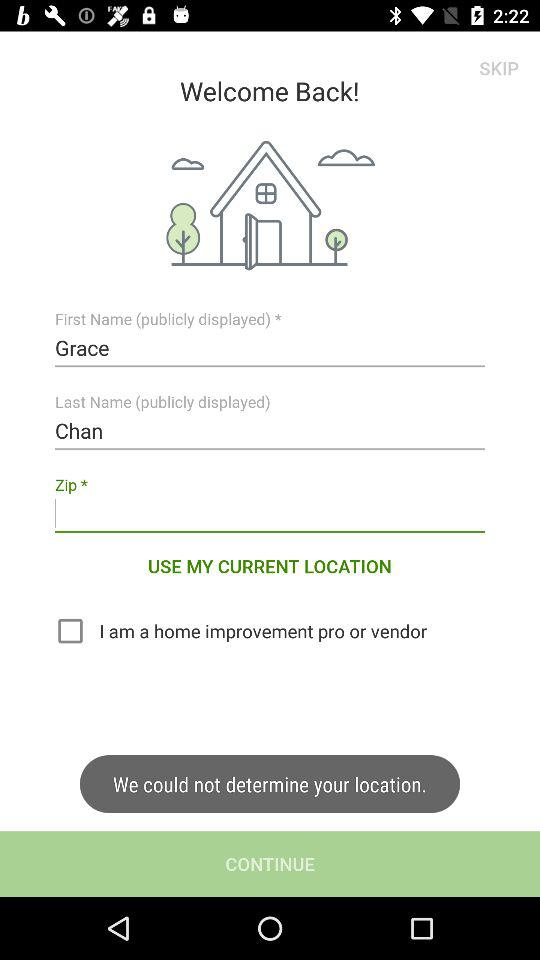 2:22
SKIP
Welcome Back!
First Name (publicly displayed) *
Grace
Last Name (publicly displayed)
Chan
Zip *
USE MY CURRENT LOCATION
I am a home improvement pro or vendor
We could not determine your location.
CONTINUE